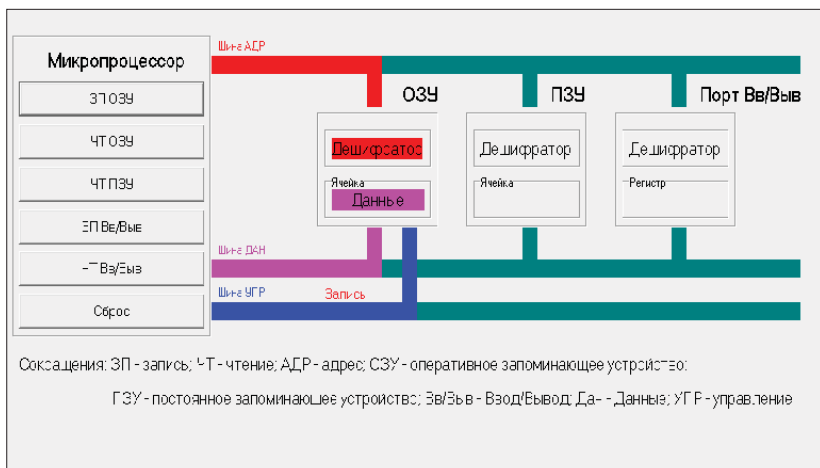 Шина АДР
Микропроцессор
ЗП ОЗУ
ЧТ ОЗУ
ЧТ ПЗУ
ЗП Вв/Выв
ЧТ Вв/Выв
Сброс
ОЗУ
ПЗУ
Порт Вв/Выв
Дешифратор
Дешифратор
Дешифратор
Ячейка
Данные
Ячейка
Регистр
Шина ДАН
Шина УПР
Запись
Сокращения: ЗП - запись; ЧТ - чтение; АДР - адрес; ОЗУ - оперативное запоминающее устройство;
ПЗУ - постоянное запоминающее устройство; Вв/Выв - Ввод/Вывод; Дан - Данные; УПР - управление